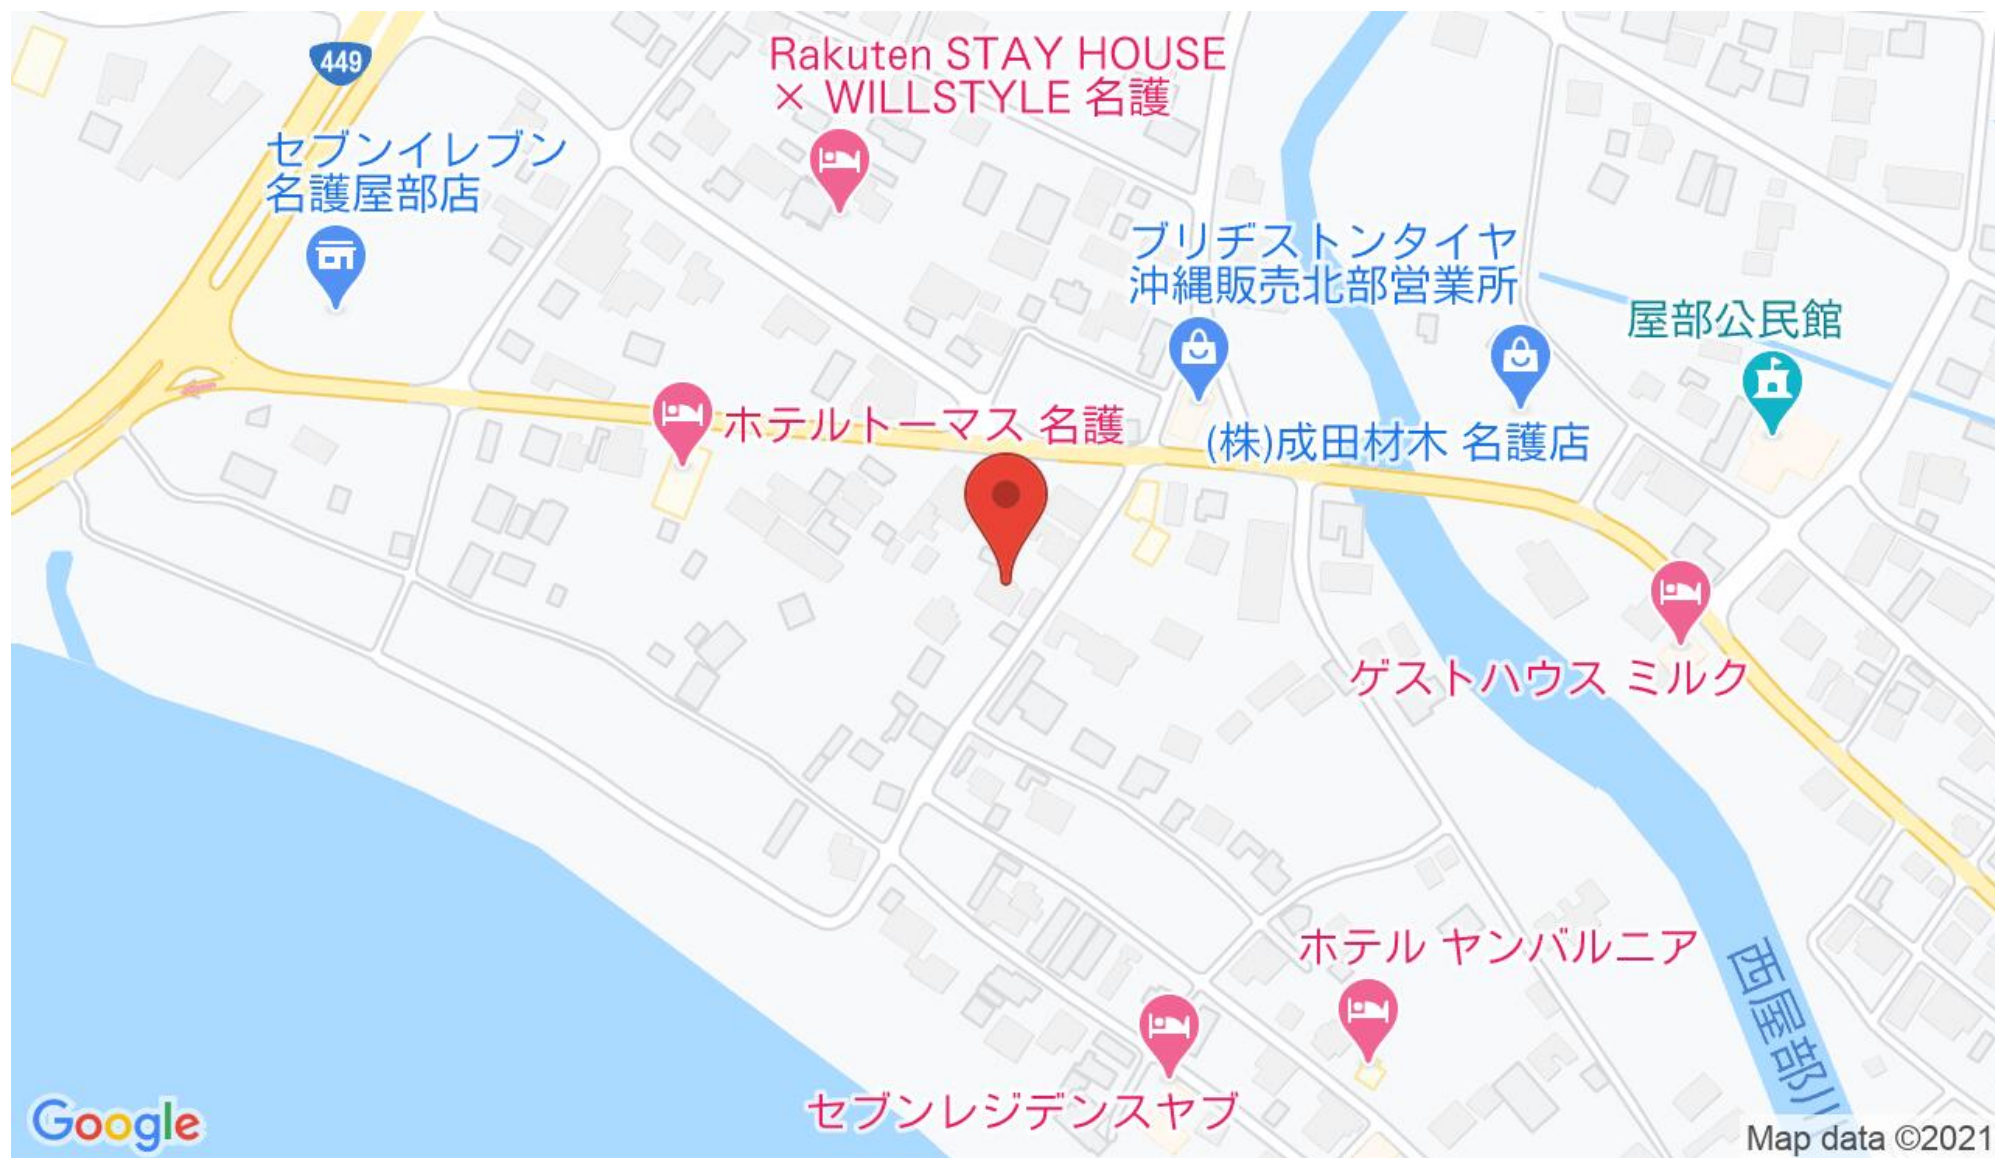 449
Rakuten STAY HOUSE
× WILLSTYLE 名護
セブンイレブン
名護屋部店
ブリヂストンタイヤ
沖縄販売北部営業所
屋部公民館
ホテルトーマス 名護
(株)成田材木 名護店
ゲストハウス ミルク
ホテル ヤンバルニア
西屋部川
セブンレジデンスヤブ
Google
Map data ©2021